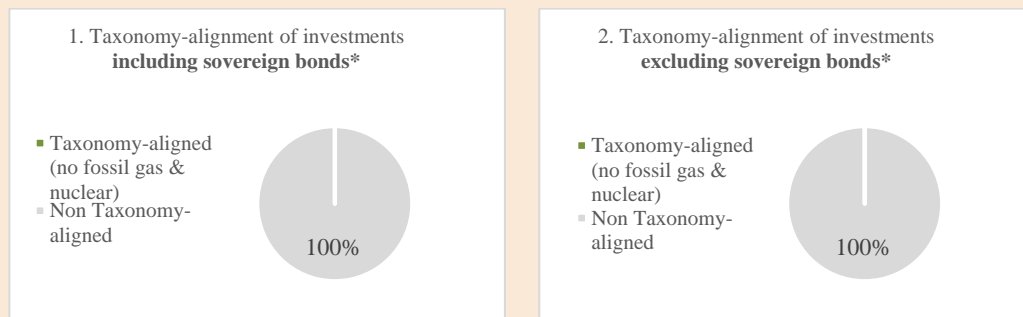 1. Taxonomy-alignment of investments
including sovereign bonds*
Taxonomy-aligned
(no fossil gas &
nuclear)
Non Taxonomy-
aligned
100%
2. Taxonomy-alignment of investments
excluding sovereign bonds*
Taxonomy-aligned
(no fossil gas &
nuclear)
Non Taxonomy-
aligned
100%